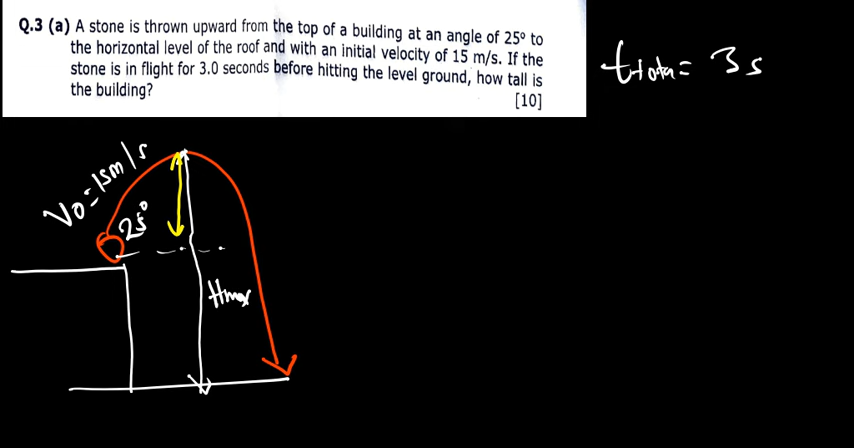 Q.3 (a) A stone is thrown upward from the top of a building at an angle of 25º to
the horizontal level of the roof and with an initial velocity of 15 m/s. If the
stone is in flight for 3.0 seconds before hitting the level ground, how tall is
the building?
[10]
ttotal = 3s
V0=15m/s
25°
Hmax